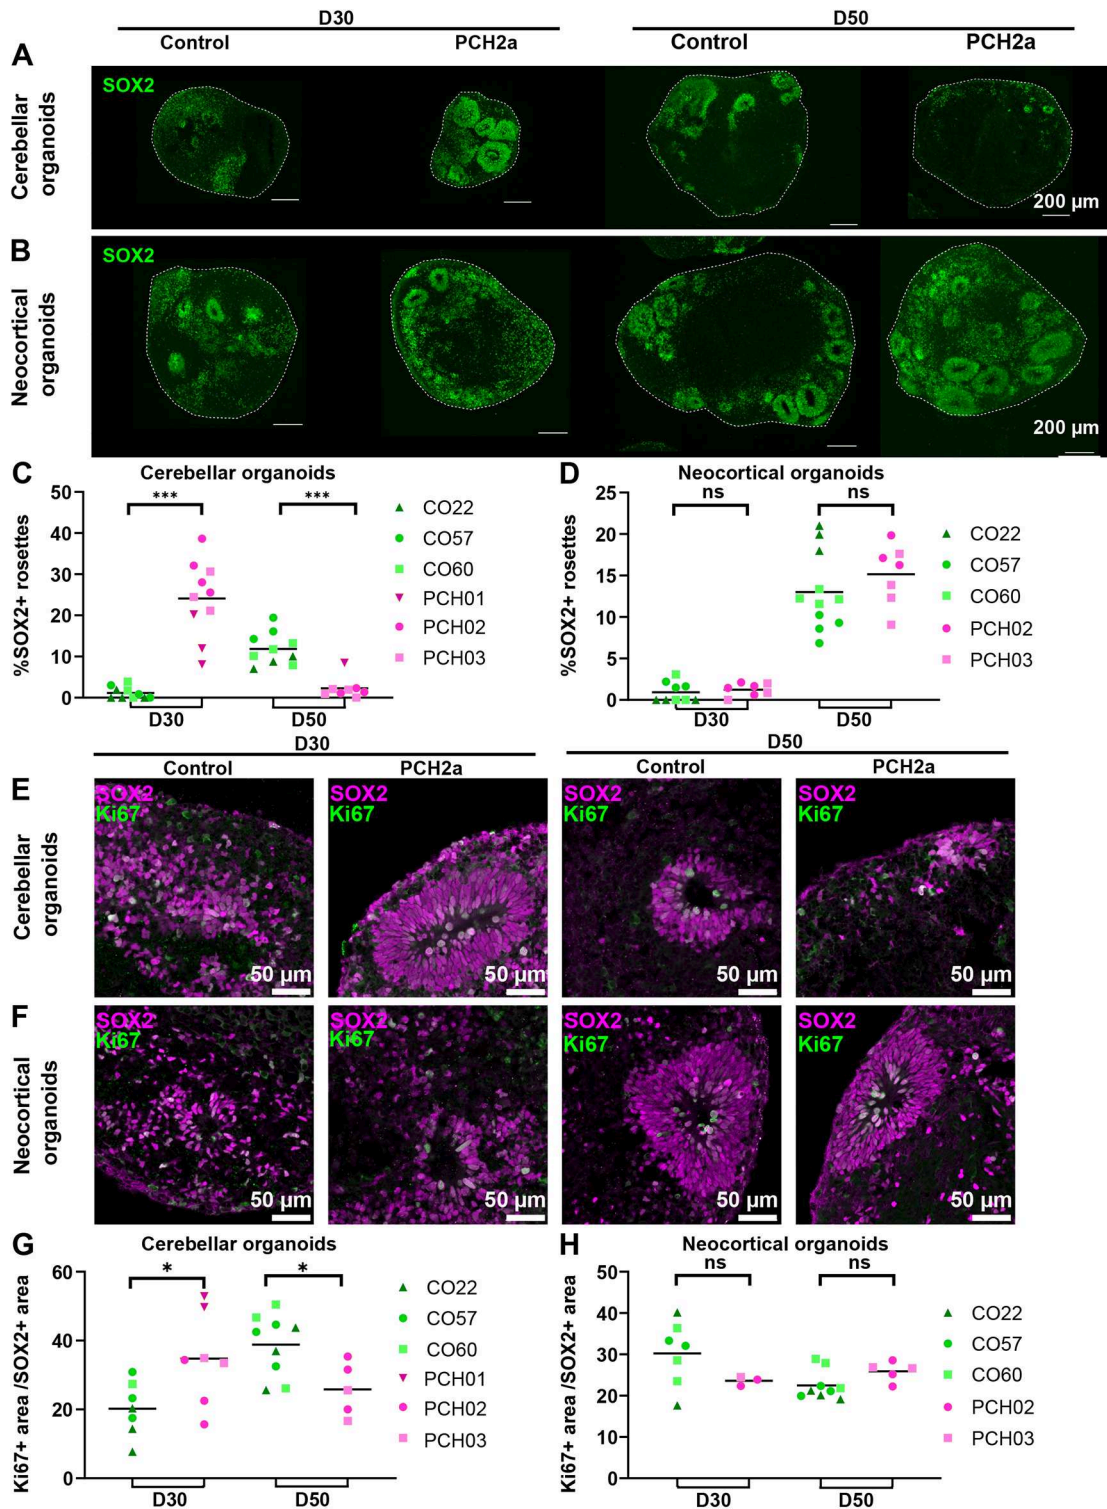 D30 D50
Control PCH2a Control PCH2a
A
Cerebellar organoids
SOX2
200 µm
B
Neocortical organoids
SOX2
200 µm
C
Cerebellar organoids
%SOX2+ rosettes
50
40
30
20
10
0
*** ***
D30 D50
CO22
CO57
CO60
PCH01
PCH02
PCH03
D
Neocortical organoids
%SOX2+ rosettes
25
20
15
10
5
0
ns ns
D30 D50
CO22
CO57
CO60
PCH02
PCH03
D30 D50
Control PCH2a Control PCH2a
E
Cerebellar organoids
SOX2 SOX2 SOX2 SOX2
Ki67 Ki67 Ki67 Ki67
50 µm 50 µm 50 µm 50 µm
F
Neocortical organoids
SOX2 SOX2 SOX2 SOX2
Ki67 Ki67 Ki67 Ki67
50 µm 50 µm 50 µm 50 µm
G
Cerebellar organoids
Ki67+ area /SOX2+ area
60
40
20
0
* *
D30 D50
CO22
CO57
CO60
PCH01
PCH02
PCH03
H
Neocortical organoids
Ki67+ area /SOX2+ area
50
40
30
20
10
0
ns ns
D30 D50
CO22
CO57
CO60
PCH02
PCH03